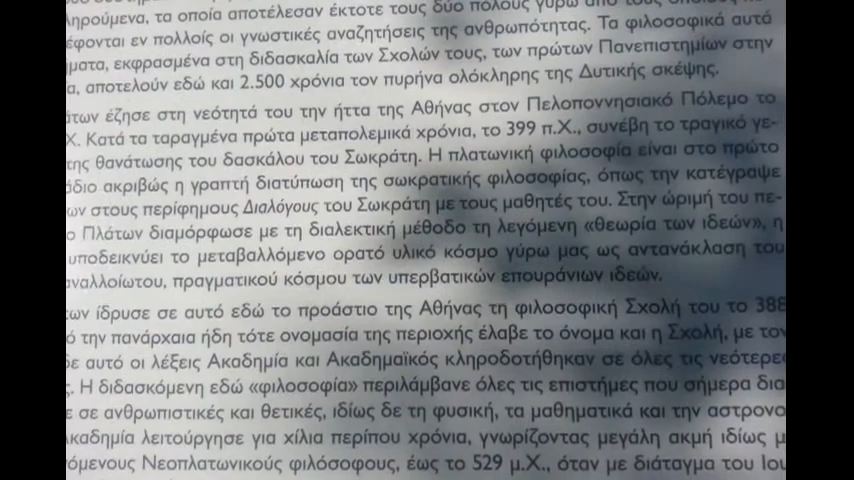 ληρούμενα, τα οποία αποτέλεσαν έκτοτε τους δύο πόλους γύρω από τους
έφονται εν πολλοίς οι γνωστικές αναζητήσεις της ανθρωπότητας. Τα φιλοσοφικά αυτά
ματα, εκφρασμένα στη διδασκαλία των Σχολών τους, των πρώτων Πανεπιστημίων στην
α, αποτελούν εδώ και 2.500 χρόνια τον πυρήνα ολόκληρης της Δυτικής σκέψης.
άτων έζησε στη νεότητά του την ήττα της Αθήνας στον Πελοποννησιακό Πόλεμο το
Χ. Κατά τα ταραγμένα πρώτα μεταπολεμικά χρόνια, το 399 π.Χ., συνέβη το τραγικό γε-
της θανάτωσης του δασκάλου του Σωκράτη. Η πλατωνική φιλοσοφία είναι στο πρώτο
άδιο ακριβώς η γραπτή διατύπωση της σωκρατικής φιλοσοφίας, όπως την κατέγραψε
ων στους περίφημους Διαλόγους του Σωκράτη με τους μαθητές του. Στην ώριμή του πε-
ο Πλάτων διαμόρφωσε με τη διαλεκτική μέθοδο τη λεγόμενη «θεωρία των ιδεών», η
υποδεικνύει το μεταβαλλόμενο ορατό υλικό κόσμο γύρω μας ως αντανάκλαση του
αναλλοίωτου, πραγματικού κόσμου των υπερβατικών επουράνιων ιδεών.
ων ίδρυσε σε αυτό εδώ το προάστιο της Αθήνας τη φιλοσοφική Σχολή του το 388
ό την πανάρχαια ήδη τότε ονομασία της περιοχής έλαβε το όνομα και η Σχολή, με τον
δε αυτό οι λέξεις Ακαδημία και Ακαδημαϊκός κληροδοτήθηκαν σε όλες τις νεότερε
ς. Η διδασκόμενη εδώ «φιλοσοφία» περιλάμβανε όλες τις επιστήμες που σήμερα δια
ε σε ανθρωπιστικές και θετικές, ιδίως δε τη φυσική, τα μαθηματικά και την αστρονο
Ακαδημία λειτούργησε για χίλια περίπου χρόνια, γνωρίζοντας μεγάλη ακμή ιδίως μ
γόμενους Νεοπλατωνικούς φιλόσοφους, έως το 529 μ.Χ., όταν με διάταγμα του Ιου